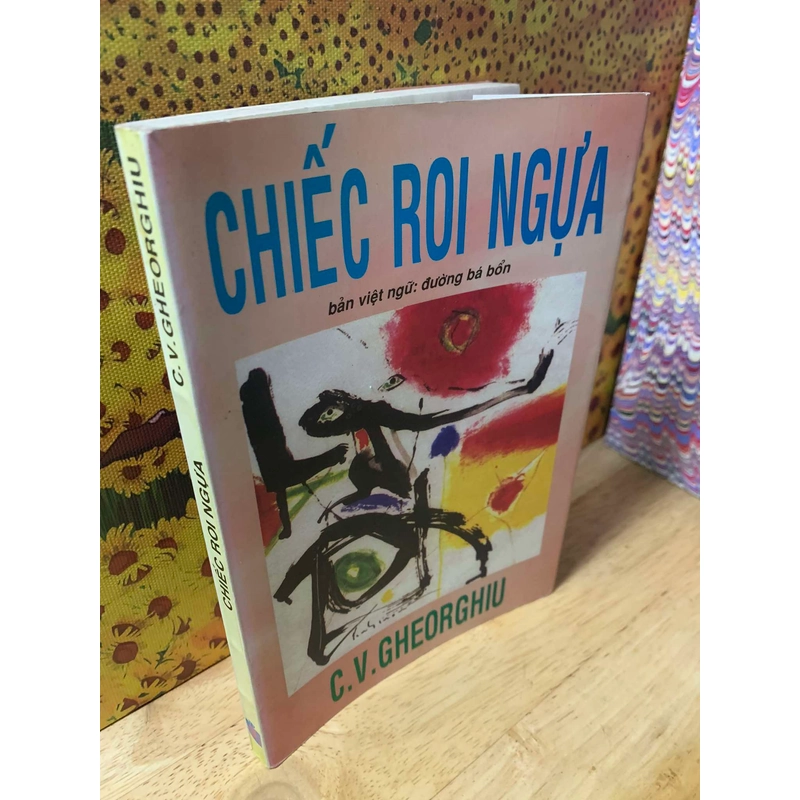 CHIẾC ROI NGỰA
bản việt ngữ: đường bá bổn
C.V.GHEORGHIU
C.V.GHEORGHIU
CHIẾC ROI NGỰA